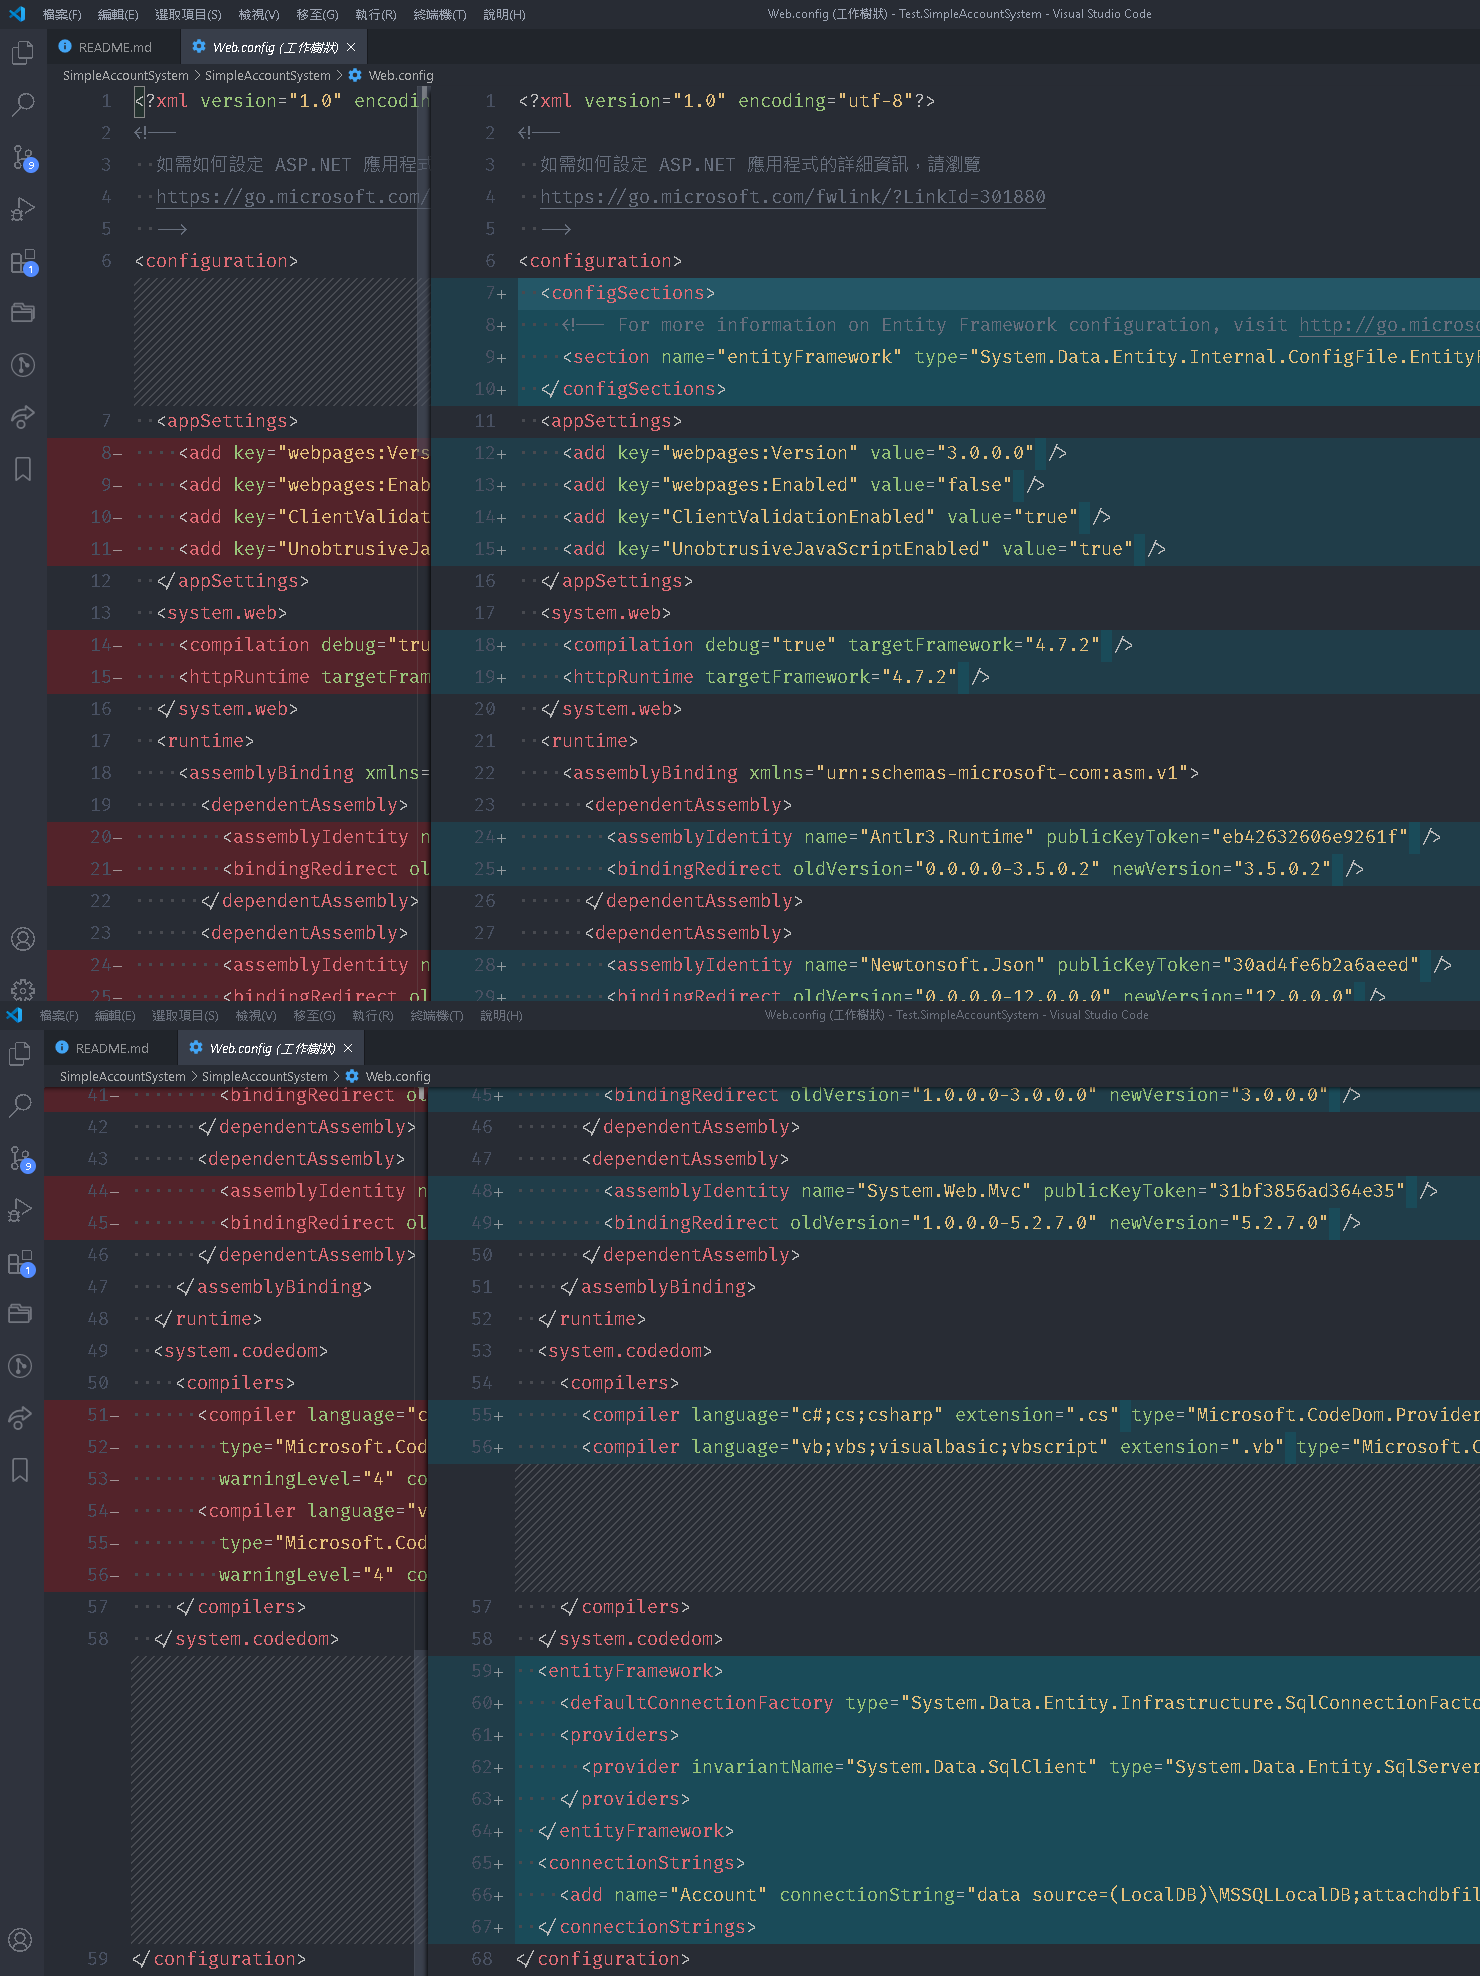 檔案(F) 編輯(E) 選取項目(S) 檢視(V) 移至(G) 執行(R) 終端機(T) 說明(H) Web.config (工作樹狀) - Test.SimpleAccountSystem - Visual Studio Code
README.md Web.config (工作樹狀) ×
SimpleAccountSystem > SimpleAccountSystem > Web.config
1 <?xml version="1.0" encodin
2 <!--
3 如需如何設定 ASP.NET 應用程式
4 https://go.microsoft.com/
5 -->
6 <configuration>
7 <appSettings>
8- <add key="webpages:Vers
9- <add key="webpages:Enab
10- <add key="ClientValidat
11- <add key="UnobtrusiveJa
12 </appSettings>
13 <system.web>
14- <compilation debug="tru
15- <httpRuntime targetFram
16 </system.web>
17 <runtime>
18 <assemblyBinding xmlns=
19 <dependentAssembly>
20- <assemblyIdentity n
21- <bindingRedirect ol
22 </dependentAssembly>
23 <dependentAssembly>
24- <assemblyIdentity n
25- <bindingRedirect ol
1 <?xml version="1.0" encoding="utf-8"?>
2 <!--
3 如需如何設定 ASP.NET 應用程式的詳細資訊，請瀏覽
4 https://go.microsoft.com/fwlink/?LinkId=301880
5 -->
6 <configuration>
7+ <configSections>
8+ <!-- For more information on Entity Framework configuration, visit http://go.micros
9+ <section name="entityFramework" type="System.Data.Entity.Internal.ConfigFile.EntityF
10+ </configSections>
11 <appSettings>
12+ <add key="webpages:Version" value="3.0.0.0" />
13+ <add key="webpages:Enabled" value="false" />
14+ <add key="ClientValidationEnabled" value="true" />
15+ <add key="UnobtrusiveJavaScriptEnabled" value="true" />
16 </appSettings>
17 <system.web>
18+ <compilation debug="true" targetFramework="4.7.2" />
19+ <httpRuntime targetFramework="4.7.2" />
20 </system.web>
21 <runtime>
22 <assemblyBinding xmlns="urn:schemas-microsoft-com:asm.v1">
23 <dependentAssembly>
24+ <assemblyIdentity name="Antlr3.Runtime" publicKeyToken="eb42632606e9261f" />
25+ <bindingRedirect oldVersion="0.0.0.0-3.5.0.2" newVersion="3.5.0.2" />
26 </dependentAssembly>
27 <dependentAssembly>
28+ <assemblyIdentity name="Newtonsoft.Json" publicKeyToken="30ad4fe6b2a6aeed" />
29+ <bindingRedirect oldVersion="0.0.0.0-12.0.0.0" newVersion="12.0.0.0" />
9
1
檔案(F) 編輯(E) 選取項目(S) 檢視(V) 移至(G) 執行(R) 終端機(T) 說明(H) Web.config (工作樹狀) - Test.SimpleAccountSystem - Visual Studio Code
README.md Web.config (工作樹狀) ×
SimpleAccountSystem > SimpleAccountSystem > Web.config
41- <bindingRedirect ol
42 </dependentAssembly>
43 <dependentAssembly>
44- <assemblyIdentity n
45- <bindingRedirect ol
46 </dependentAssembly>
47 </assemblyBinding>
48 </runtime>
49 <system.codedom>
50 <compilers>
51- <compiler language="c
52- type="Microsoft.Cod
53- warningLevel="4" co
54- <compiler language="v
55- type="Microsoft.Cod
56- warningLevel="4" co
57 </compilers>
58 </system.codedom>
59 </configuration>
45+ <bindingRedirect oldVersion="1.0.0.0-3.0.0.0" newVersion="3.0.0.0" />
46 </dependentAssembly>
47 <dependentAssembly>
48+ <assemblyIdentity name="System.Web.Mvc" publicKeyToken="31bf3856ad364e35" />
49+ <bindingRedirect oldVersion="1.0.0.0-5.2.7.0" newVersion="5.2.7.0" />
50 </dependentAssembly>
51 </assemblyBinding>
52 </runtime>
53 <system.codedom>
54 <compilers>
55+ <compiler language="c#;cs;csharp" extension=".cs" type="Microsoft.CodeDom.Provider
56+ <compiler language="vb;vbs;visualbasic;vbscript" extension=".vb" type="Microsoft.C
57 </compilers>
58 </system.codedom>
59+ <entityFramework>
60+ <defaultConnectionFactory type="System.Data.Entity.Infrastructure.SqlConnectionFacto
61+ <providers>
62+ <provider invariantName="System.Data.SqlClient" type="System.Data.Entity.SqlServer
63+ </providers>
64+ </entityFramework>
65+ <connectionStrings>
66+ <add name="Account" connectionString="data source=(LocalDB)\MSSQLLocalDB;attachdbfil
67+ </connectionStrings>
68 </configuration>
9
1